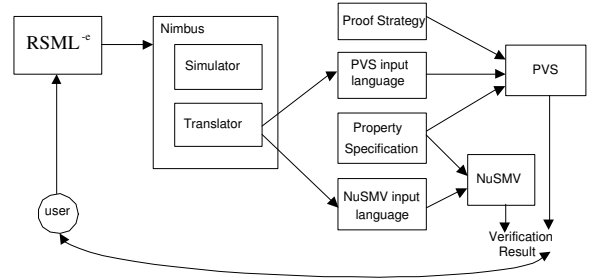 RSML-e
Nimbus
Simulator
Translator
Proof Strategy
PVS input
language
Property
Specification
NuSMV input
language
PVS
NuSMV
user
Verification
Result